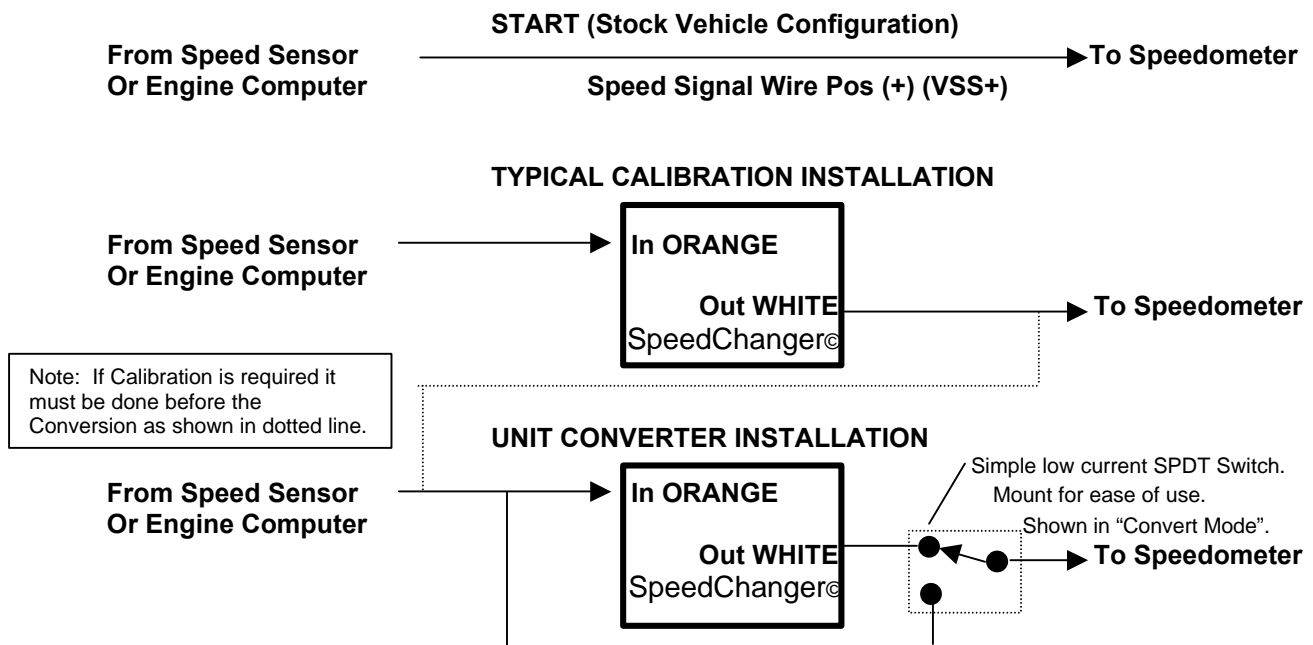 START (Stock Vehicle Configuration)
From Speed Sensor
Or Engine Computer
To Speedometer
Speed Signal Wire Pos (+) (VSS+)
TYPICAL CALIBRATION INSTALLATION
From Speed Sensor
Or Engine Computer
In ORANGE
Out WHITE
SpeedChanger©
To Speedometer
Note: If Calibration is required it
must be done before the
Conversion as shown in dotted line.
UNIT CONVERTER INSTALLATION
From Speed Sensor
Or Engine Computer
In ORANGE
Out WHITE
SpeedChanger©
Simple low current SPDT Switch.
Mount for ease of use.
Shown in “Convert Mode”.
To Speedometer